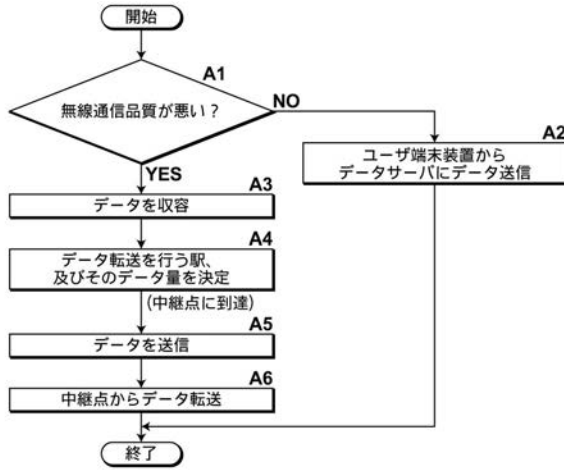 開始
A1
無線通信品質が悪い？
NO
A2
ユーザ端末装置から
データサーバにデータ送信
YES
A3
データを収容
A4
データ転送を行う駅、
及びそのデータ量を決定
(中継点に到達)
A5
データを送信
A6
中継点からデータ転送
終了